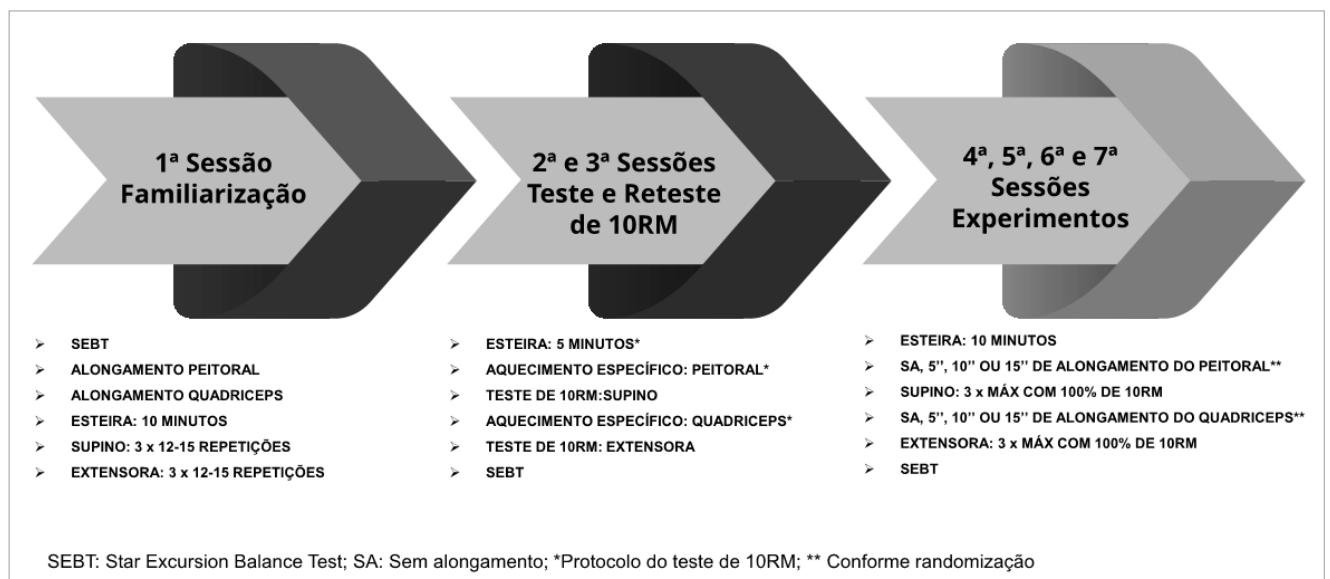 1ª Sessão
Familiarização
2ª e 3ª Sessões
Teste e Reteste
de 10RM
4ª, 5ª, 6ª e 7ª
Sessões
Experimentos
➢ SEBT
➢ ALONGAMENTO PEITORAL
➢ ALONGAMENTO QUADRICEPS
➢ ESTEIRA: 10 MINUTOS
➢ SUPINO: 3 x 12-15 REPETIÇÕES
➢ EXTENSORA: 3 x 12-15 REPETIÇÕES
➢ ESTEIRA: 5 MINUTOS*
➢ AQUECIMENTO ESPECÍFICO: PEITORAL*
➢ TESTE DE 10RM:SUPINO
➢ AQUECIMENTO ESPECÍFICO: QUADRICEPS*
➢ TESTE DE 10RM: EXTENSORA
➢ SEBT
➢ ESTEIRA: 10 MINUTOS
➢ SA, 5’’, 10’’ OU 15’’ DE ALONGAMENTO DO PEITORAL**
➢ SUPINO: 3 x MÁX COM 100% DE 10RM
➢ SA, 5’’, 10’’ OU 15’’ DE ALONGAMENTO DO QUADRICEPS**
➢ EXTENSORA: 3 x MÁX COM 100% DE 10RM
➢ SEBT
SEBT: Star Excursion Balance Test; SA: Sem alongamento; *Protocolo do teste de 10RM; ** Conforme randomização